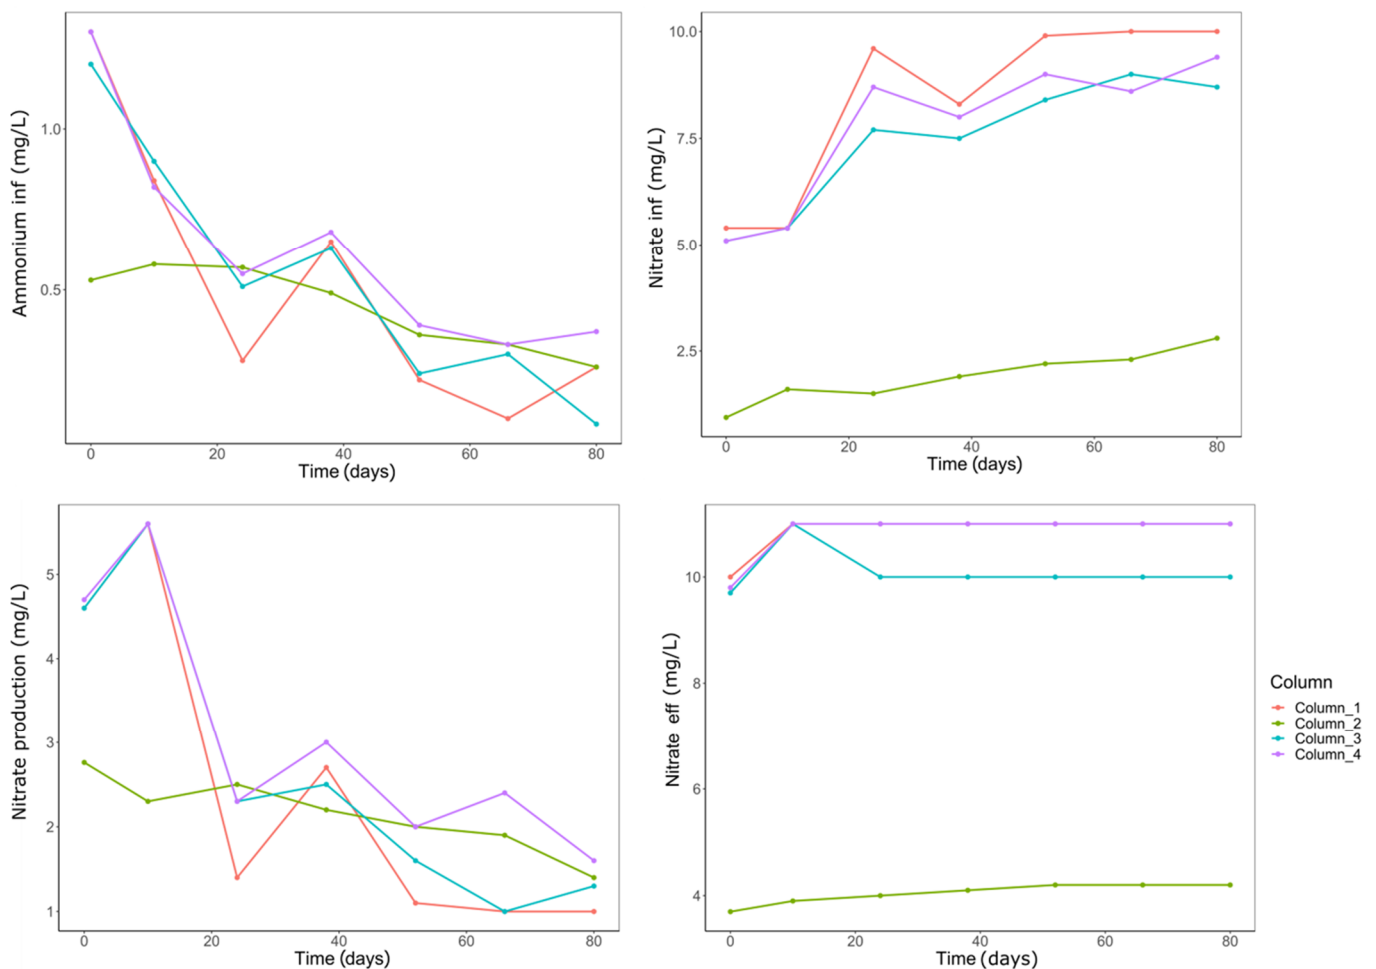 Ammonium inf (mg/L)
1.0
0.5
0 20 40 60 80
Time (days)
Nitrate inf (mg/L)
10.0
7.5
5.0
2.5
0 20 40 60 80
Time (days)
Nitrate production (mg/L)
5
4
3
2
1
0 20 40 60 80
Time (days)
Nitrate eff (mg/L)
10
8
6
4
0 20 40 60 80
Time (days)
Column
Column_1
Column_2
Column_3
Column_4